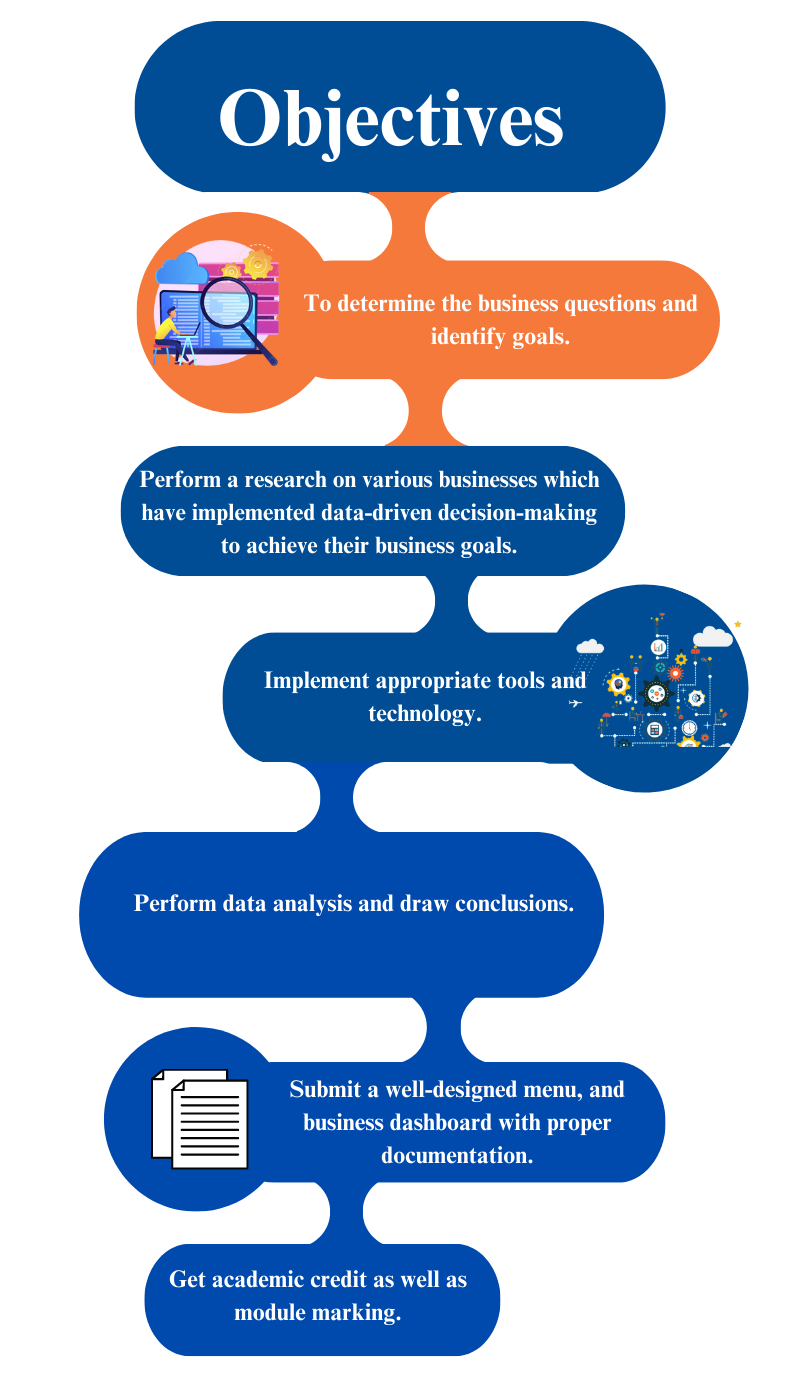 Objectives
To determine the business questions and
identify goals.
Perform a research on various businesses which
have implemented data-driven decision-making
to achieve their business goals.
Implement appropriate tools and
technology.
Perform data analysis and draw conclusions.
Submit a well-designed menu, and
business dashboard with proper
documentation.
Get academic credit as well as
module marking.